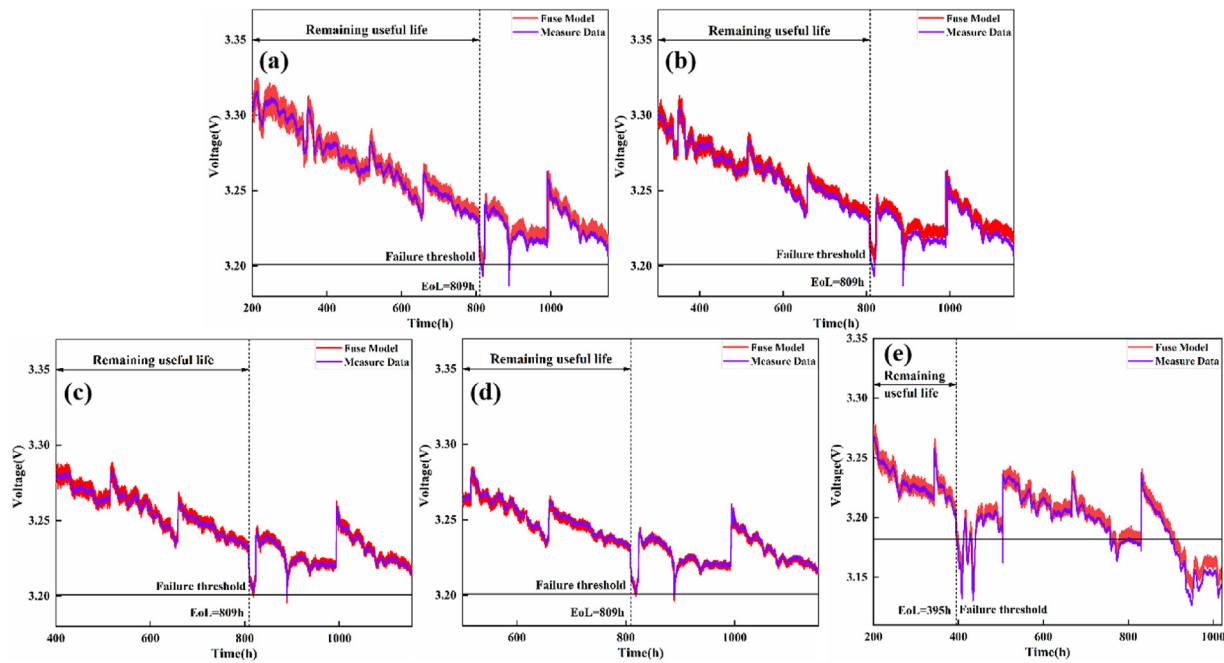 Fuse Model
Measure Data
Remaining useful life
(a)
3.35
3.30
3.25
3.20
Voltage(V)
Failure threshold
EoL=809h
200
400
600
800
1000
Time(h)
Fuse Model
Measure Data
Remaining useful life
(b)
3.35
3.30
3.25
3.20
Voltage(V)
Failure threshold
EoL=809h
400
600
800
1000
Time(h)
Fuse Model
Measure Data
Remaining useful life
(c)
3.35
3.30
3.25
3.20
Voltage(V)
Failure threshold
EoL=809h
400
600
800
1000
Time(h)
Fuse Model
Measure Data
Remaining useful life
(d)
3.35
3.30
3.25
3.20
Voltage(V)
Failure threshold
EoL=809h
600
800
1000
Time(h)
Fuse Model
Measure Data
(e)
Remaining
useful life
3.35
3.30
3.25
3.20
3.15
Voltage(V)
EoL=395h
Failure threshold
200
400
600
800
1000
Time(h)